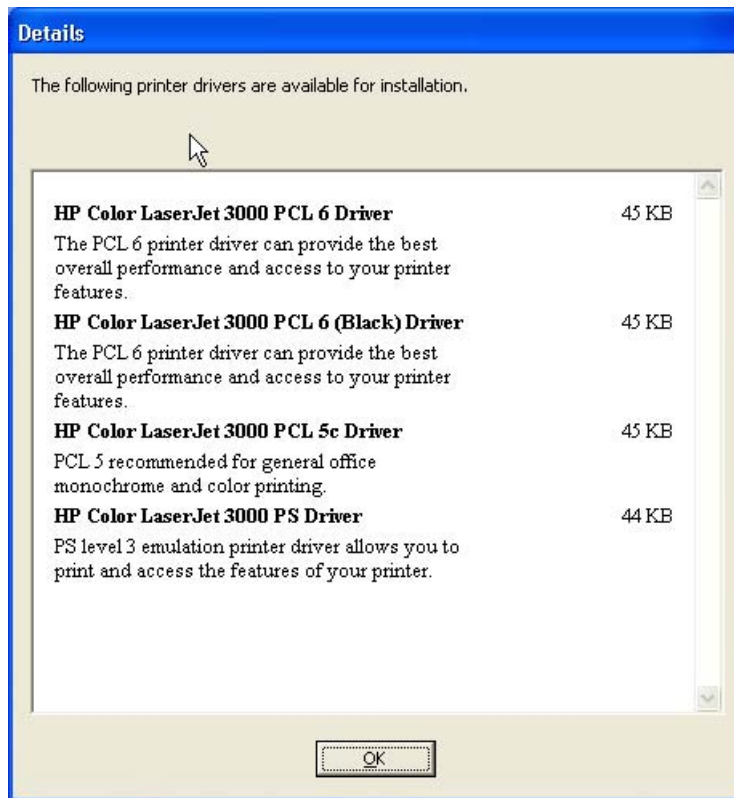 Details
The following printer drivers are available for installation.
HP Color LaserJet 3000 PCL 6 Driver 45 KB
The PCL 6 printer driver can provide the best
overall performance and access to your printer
features.
HP Color LaserJet 3000 PCL 6 (Black) Driver 45 KB
The PCL 6 printer driver can provide the best
overall performance and access to your printer
features.
HP Color LaserJet 3000 PCL 5c Driver 45 KB
PCL 5 recommended for general office
monochrome and color printing.
HP Color LaserJet 3000 PS Driver 44 KB
PS level 3 emulation printer driver allows you to
print and access the features of your printer.
OK